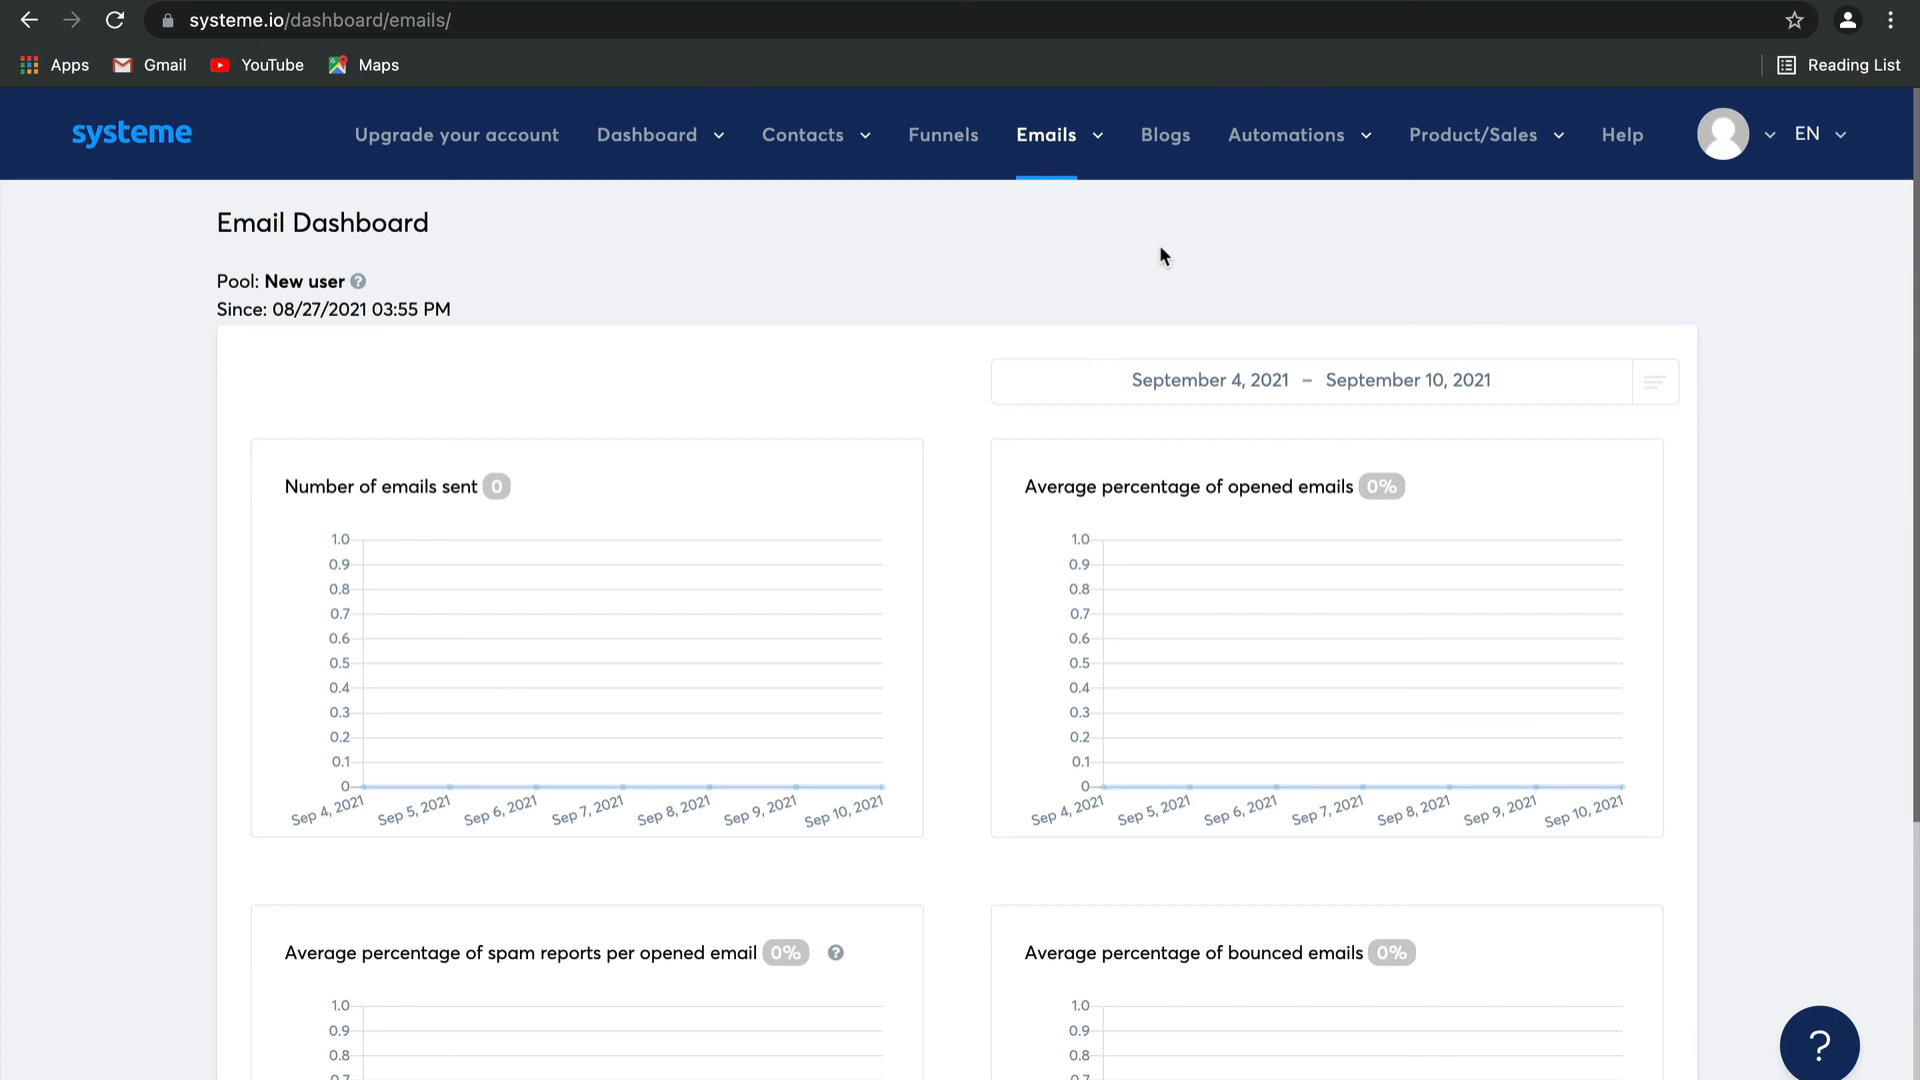 systeme.io/dashboard/emails/
Apps Gmail YouTube Maps Reading List
systeme Upgrade your account Dashboard Contacts Funnels Emails Blogs Automations Product/Sales Help EN
Email Dashboard
Pool: New user ?
Since: 08/27/2021 03:55 PM
September 4, 2021 – September 10, 2021
Number of emails sent 0
1.0
0.9
0.8
0.7
0.6
0.5
0.4
0.3
0.2
0.1
0
Sep 4, 2021 Sep 5, 2021 Sep 6, 2021 Sep 7, 2021 Sep 8, 2021 Sep 9, 2021 Sep 10, 2021
Average percentage of opened emails 0%
1.0
0.9
0.8
0.7
0.6
0.5
0.4
0.3
0.2
0.1
0
Sep 4, 2021 Sep 5, 2021 Sep 6, 2021 Sep 7, 2021 Sep 8, 2021 Sep 9, 2021 Sep 10, 2021
Average percentage of spam reports per opened email 0% ?
1.0
0.9
0.8
0.7
Average percentage of bounced emails 0%
1.0
0.9
0.8
0.7
?